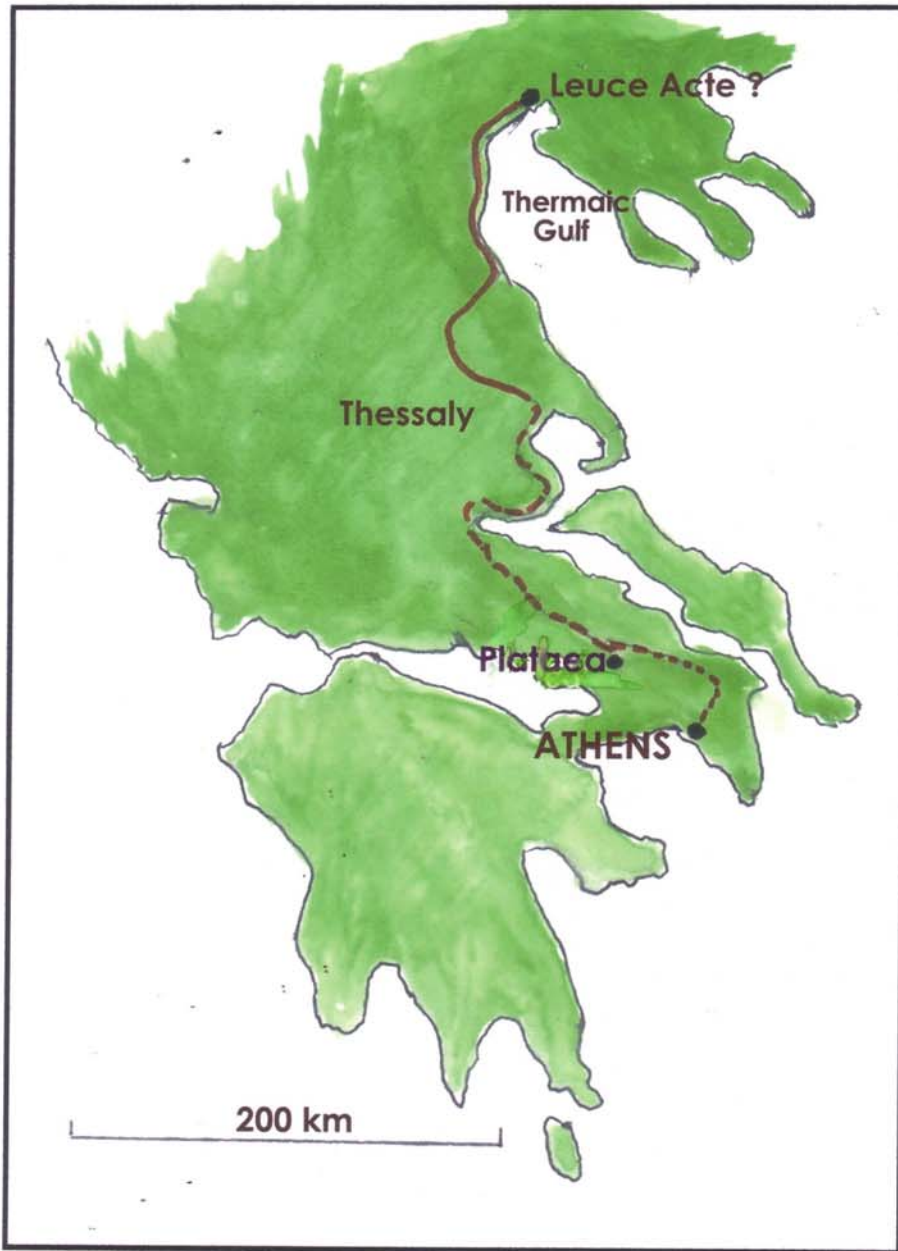 Leuce Acte ?
Thermaic
Gulf
Thessaly
Plataea
ATHENS
200 km